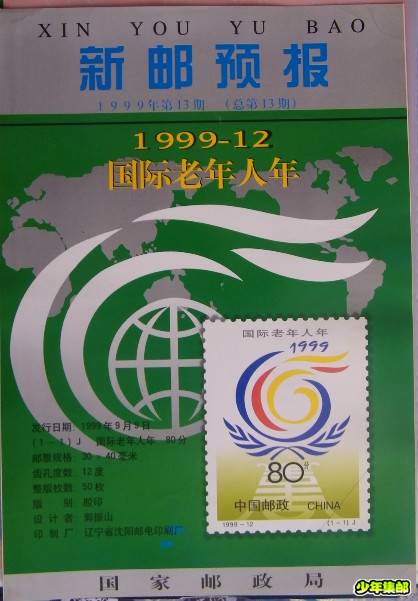 XIN YOU YU BAO
新邮预报
1999年第13期 (总第13期)
1999-12
国际老年人年
国际老年人年
1999
80分
中国邮政 CHINA
1999-12 (1-1)J
发行日期: 1999年9月9日
(1-1)J 国际老年人年 80分
邮票规格: 30×40毫米
齿孔度数: 12度
整版枚数: 50枚
版 别: 胶印
设 计 者: 郭振山
印 制 厂: 辽宁省沈阳邮电印刷厂
国家邮政局
少年集邮